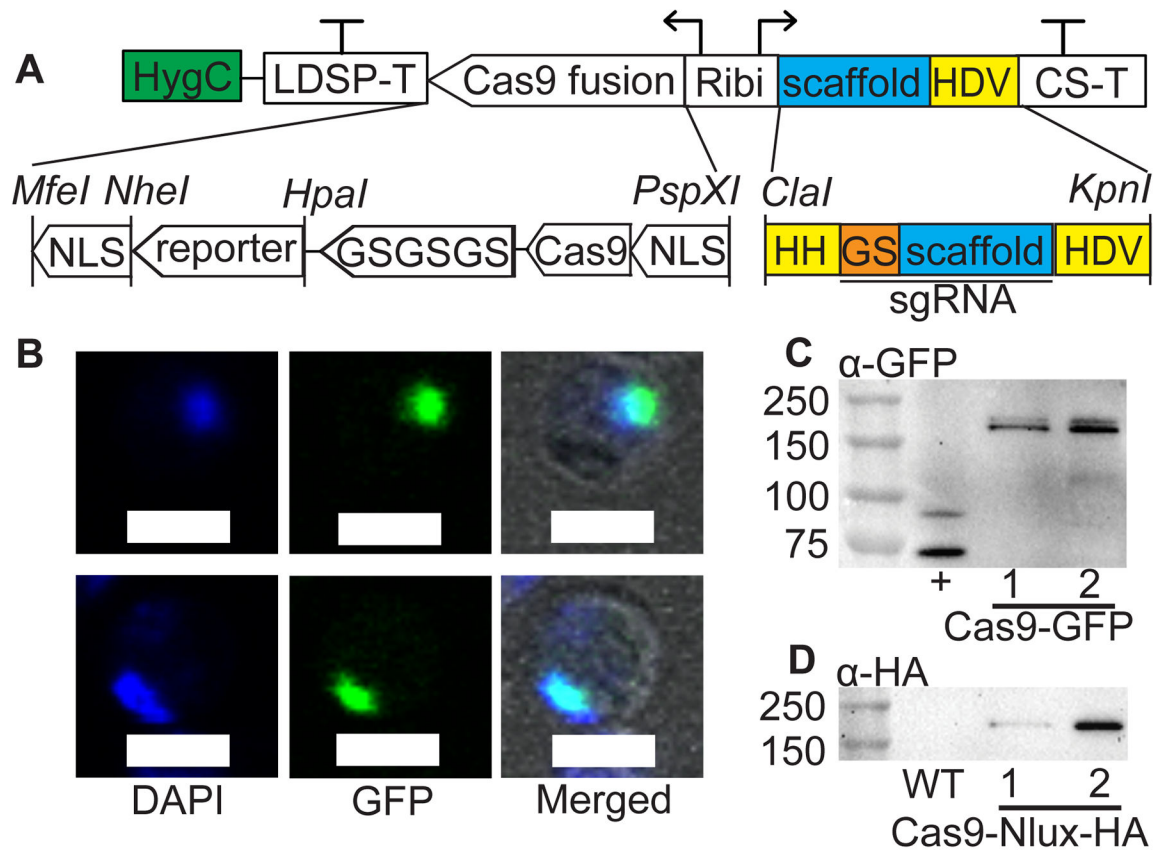 A
HygC LDSP-T Cas9 fusion Ribi scaffold HDV CS-T
MfeI NheI HpaI PspXI ClaI KpnI
NLS reporter GSGSGS Cas9 NLS HH GS scaffold HDV
sgRNA
B
DAPI GFP Merged
C
α-GFP
250
150
100
75
+ 1 2
Cas9-GFP
D
α-HA
250
150
WT 1 2
Cas9-Nlux-HA